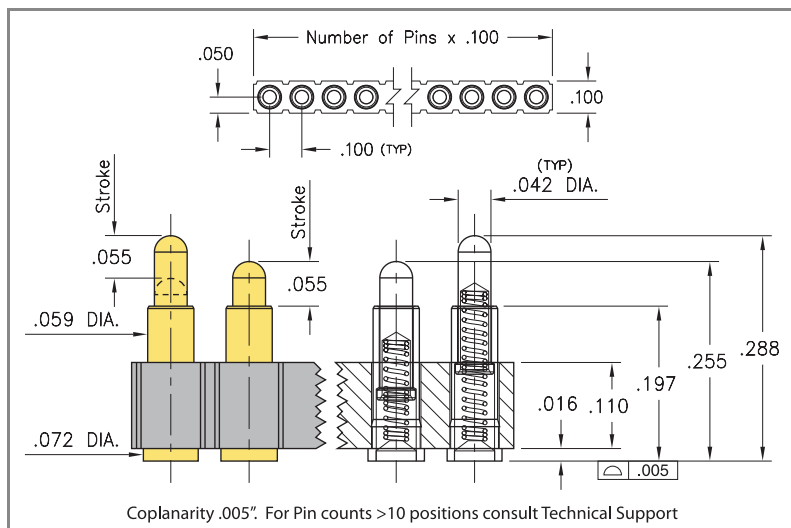 Number of Pins x .100
.050
.100
.100 (TYP)
(TYP)
.042 DIA.
Stroke
Stroke
.055
.055
.059 DIA.
.288
.255
.197
.016
.110
.072 DIA.
.005
Coplanarity .005”. For Pin counts >10 positions consult Technical Support